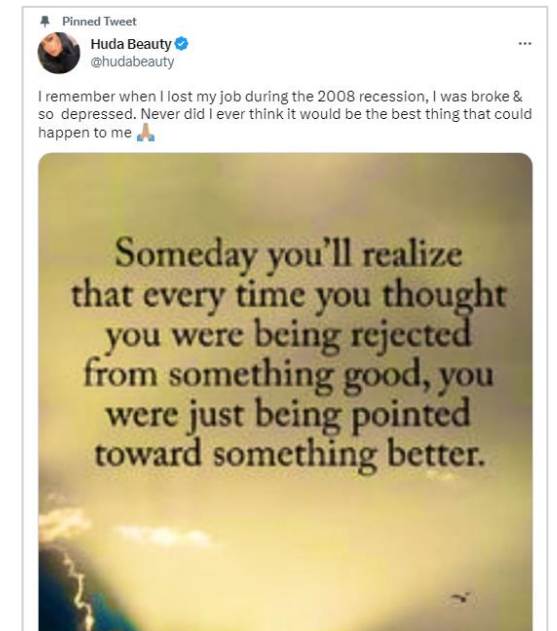 Pinned Tweet
Huda Beauty
@hudabeauty
I remember when I lost my job during the 2008 recession, I was broke &
so depressed. Never did I ever think it would be the best thing that could
happen to me 🙏🏼
Someday you'll realize
that every time you thought
you were being rejected
from something good, you
were just being pointed
toward something better.